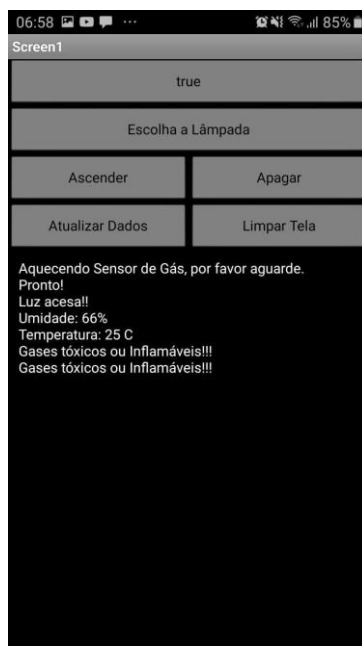 06:58 ... 85%
Screen1
true
Escolha a Lâmpada
Ascender Apagar
Atualizar Dados Limpar Tela
Aquecendo Sensor de Gás, por favor aguarde.
Pronto!
Luz acesa!!
Umidade: 66%
Temperatura: 25 C
Gases tóxicos ou Inflamáveis!!!
Gases tóxicos ou Inflamáveis!!!